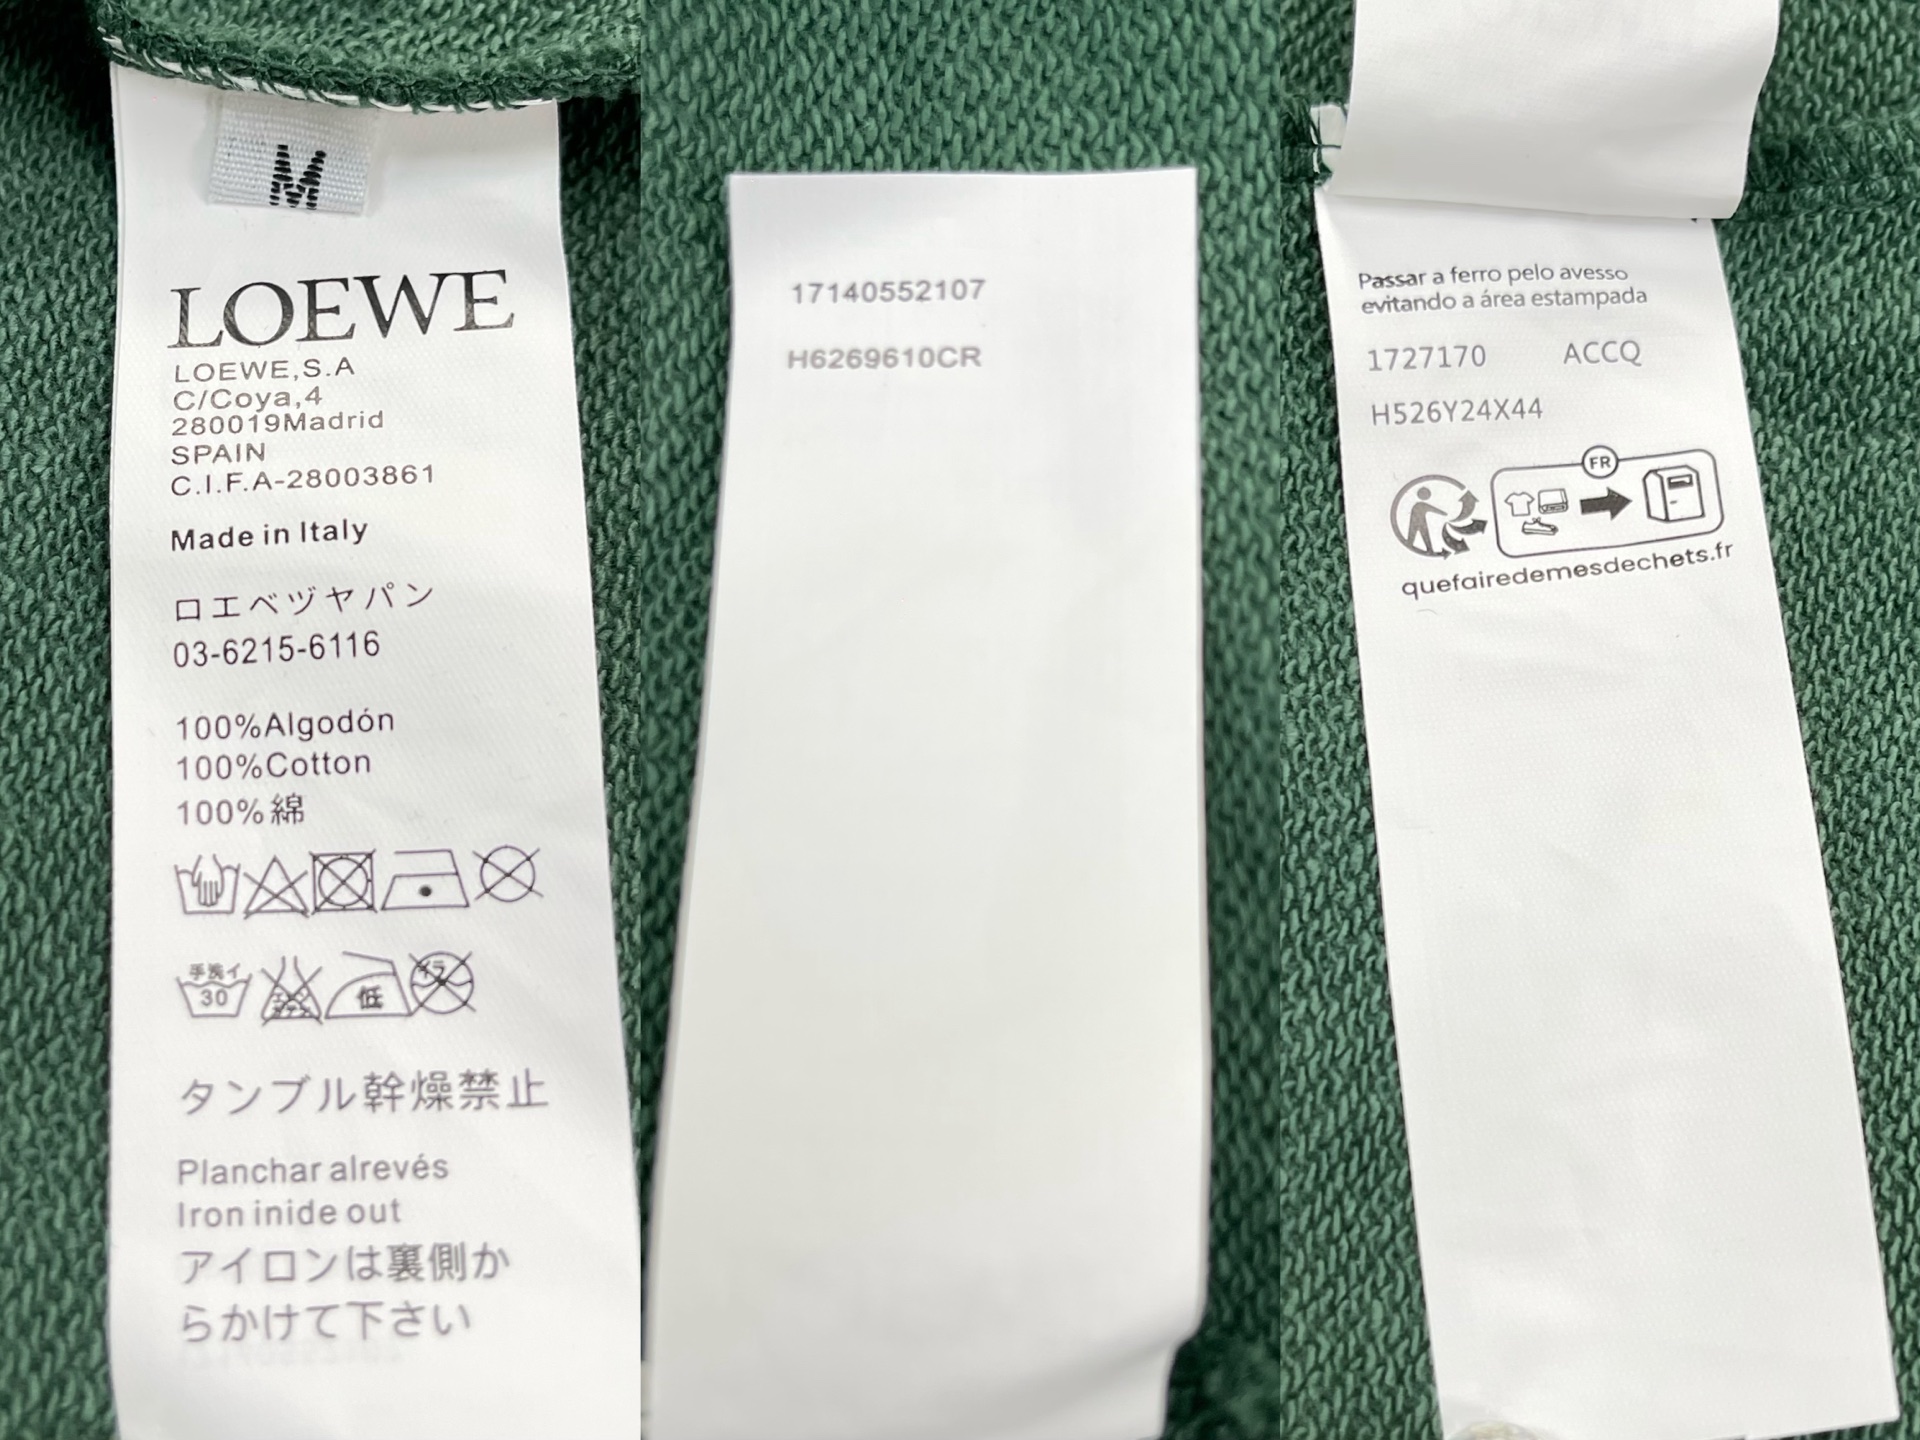 M
LOEWE
LOEWE,S.A
C/Coya,4
280019Madrid
SPAIN
C.I.F.A-28003861
Made in Italy
ロエベヅヤパン
03-6215-6116
100%Algodón
100%Cotton
100%綿
手洗イ
30
低
タンブル幹燥禁止
Planchar alrevés
Iron inide out
アイロンは裏側か
らかけて下さい
17140552107
H6269610CR
Passar a ferro pelo avesso
evitando a área estampada
1727170 ACCQ
H526Y24X44
FR
quefairedemesdechets.fr